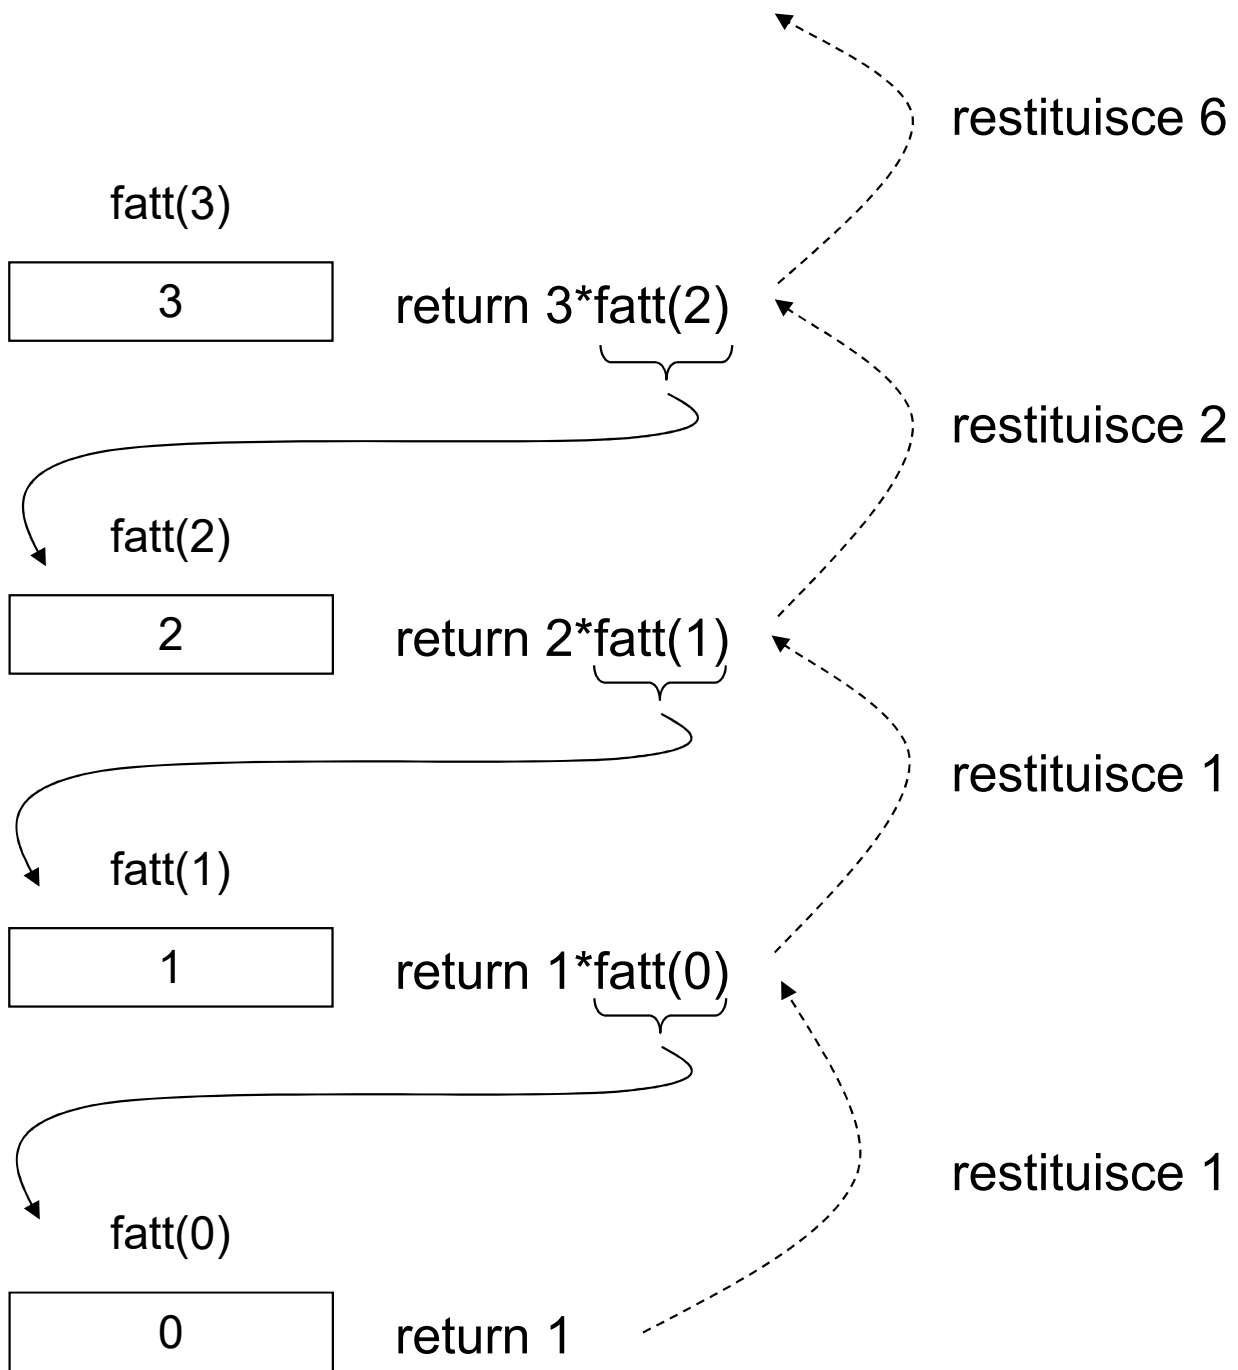 restituisce 6
fatt(3)
3 return 3*fatt(2)
restituisce 2
fatt(2)
2 return 2*fatt(1)
restituisce 1
fatt(1)
1 return 1*fatt(0)
restituisce 1
fatt(0)
0 return 1